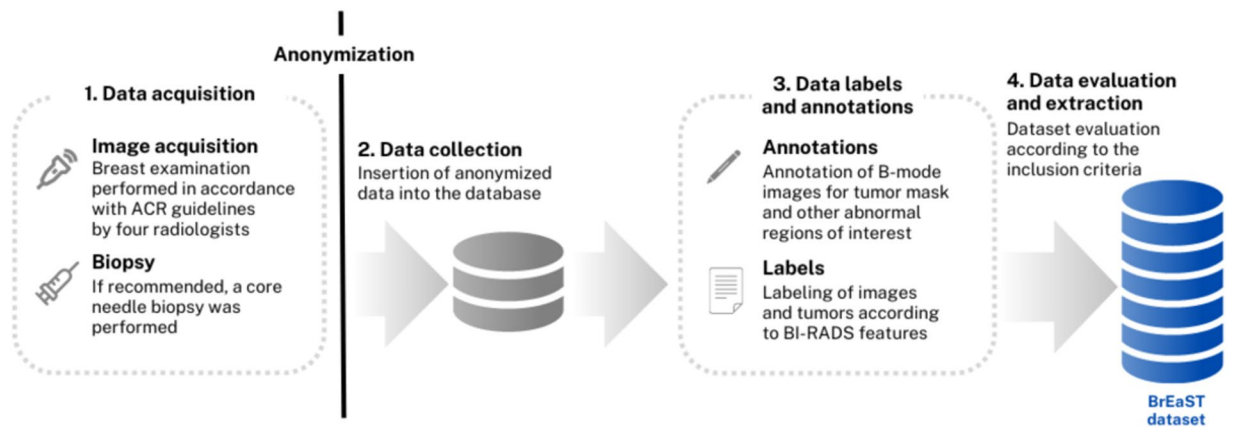 Anonymization
1. Data acquisition
Image acquisition
Breast examination
performed in accordance
with ACR guidelines
by four radiologists
Biopsy
If recommended, a core
needle biopsy was
performed
2. Data collection
Insertion of anonymized
data into the database
3. Data labels
and annotations
Annotations
Annotation of B-mode
images for tumor mask
and other abnormal
regions of interest
Labels
Labeling of images
and tumors according
to BI-RADS features
4. Data evaluation
and extraction
Dataset evaluation
according to the
inclusion criteria
BrEaST
dataset